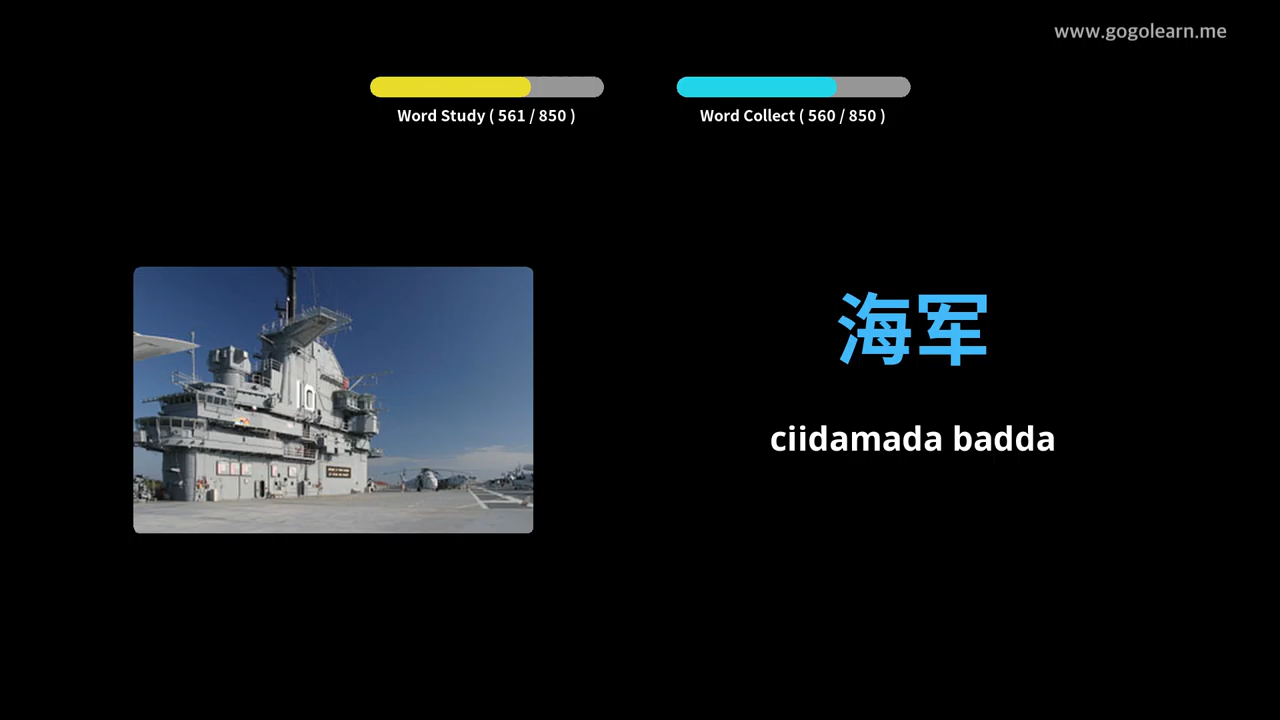 www.gogolearn.me
Word Study ( 561 / 850 )
Word Collect ( 560 / 850 )
海军
10
ciidamada badda